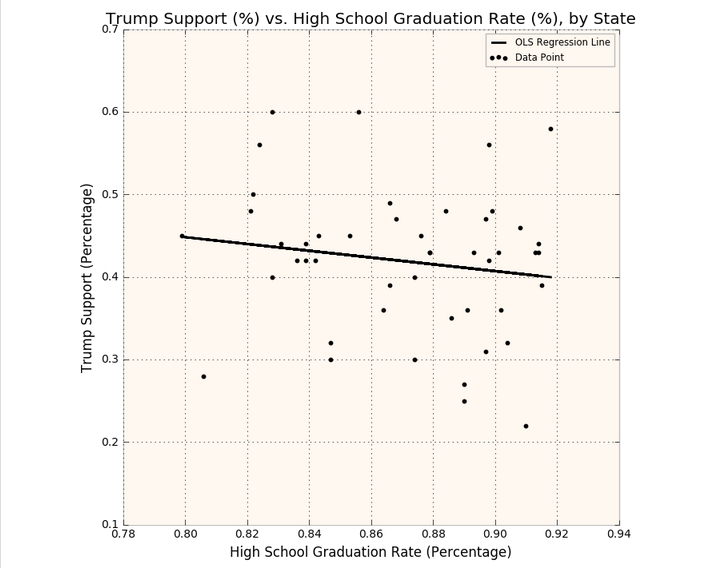 Trump Support (%) vs. High School Graduation Rate (%), by State
OLS Regression Line
Data Point
Trump Support (Percentage)
0.7
0.6
0.5
0.4
0.3
0.2
0.1
0.78 0.80 0.82 0.84 0.86 0.88 0.90 0.92 0.94
High School Graduation Rate (Percentage)